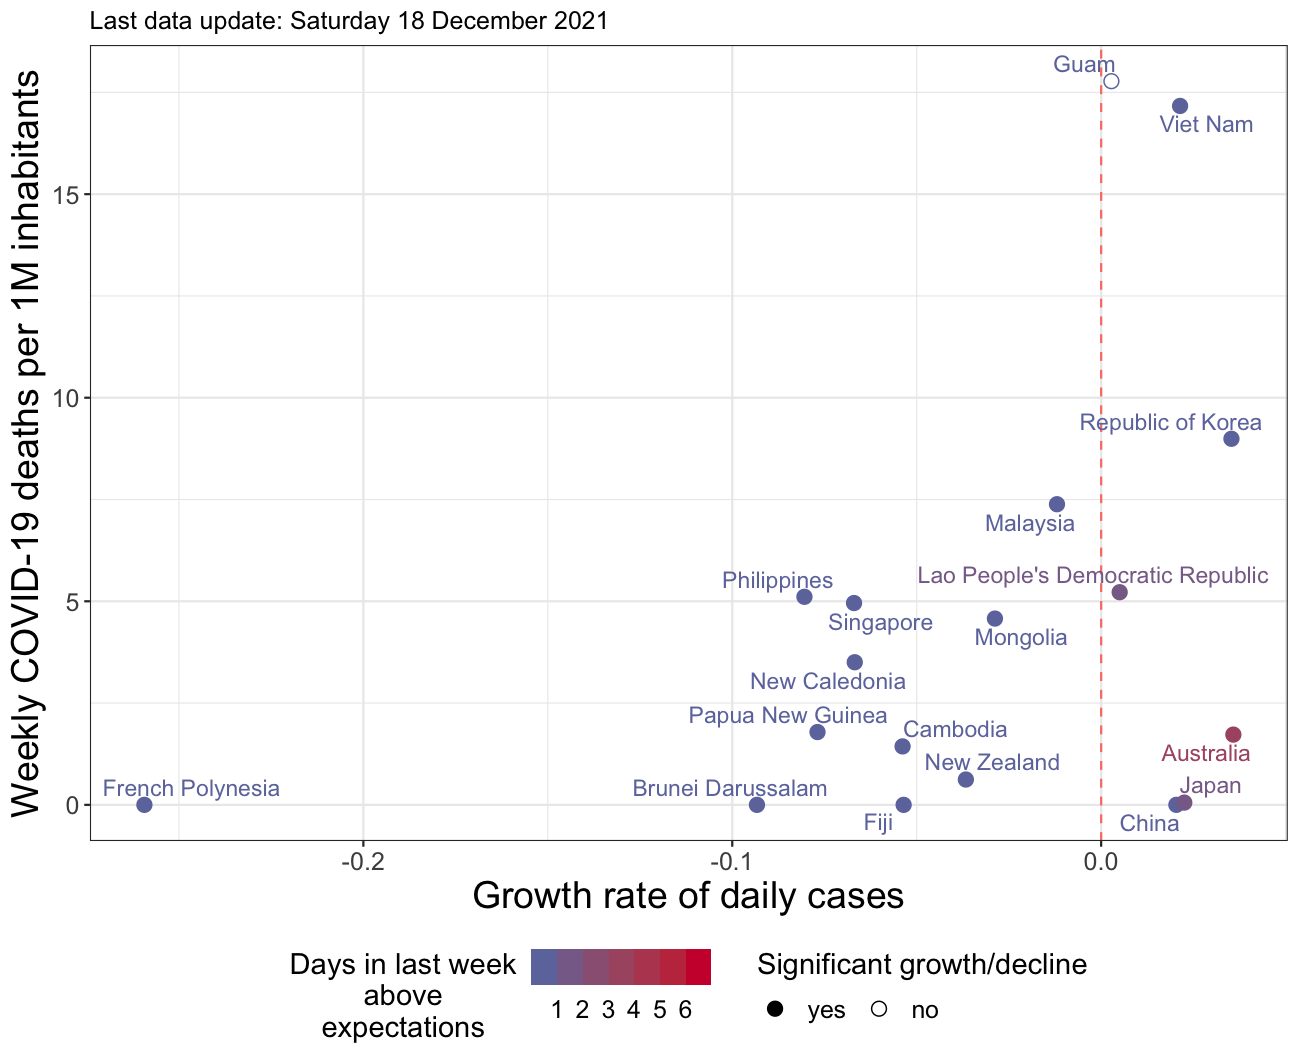 Last data update: Saturday 18 December 2021
Weekly COVID-19 deaths per 1M inhabitants
Guam
Viet Nam
15
10
Republic of Korea
Malaysia
Lao People's Democratic Republic
Philippines
5
Singapore
Mongolia
New Caledonia
Papua New Guinea
Cambodia
Australia
New Zealand
Japan
French Polynesia
Brunei Darussalam
0
Fiji
China
-0.2
-0.1
0.0
Growth rate of daily cases
Days in last week
above
expectations
1 2 3 4 5 6
Significant growth/decline
yes
no